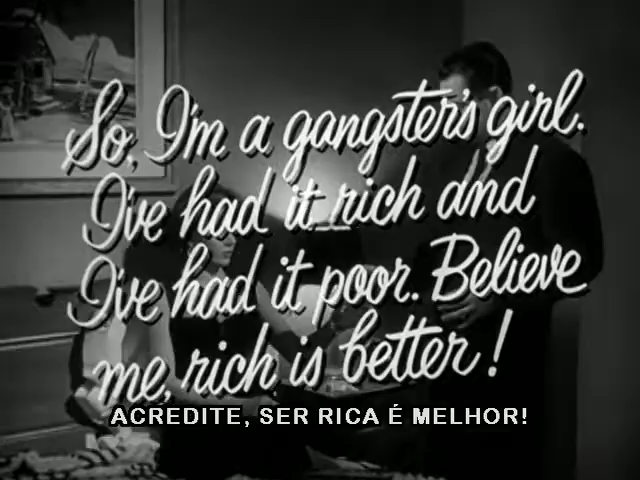 So, I'm a gangster's girl.
I've had it rich and
I've had it poor. Believe
me, rich is better!
ACREDITE, SER RICA É MELHOR!